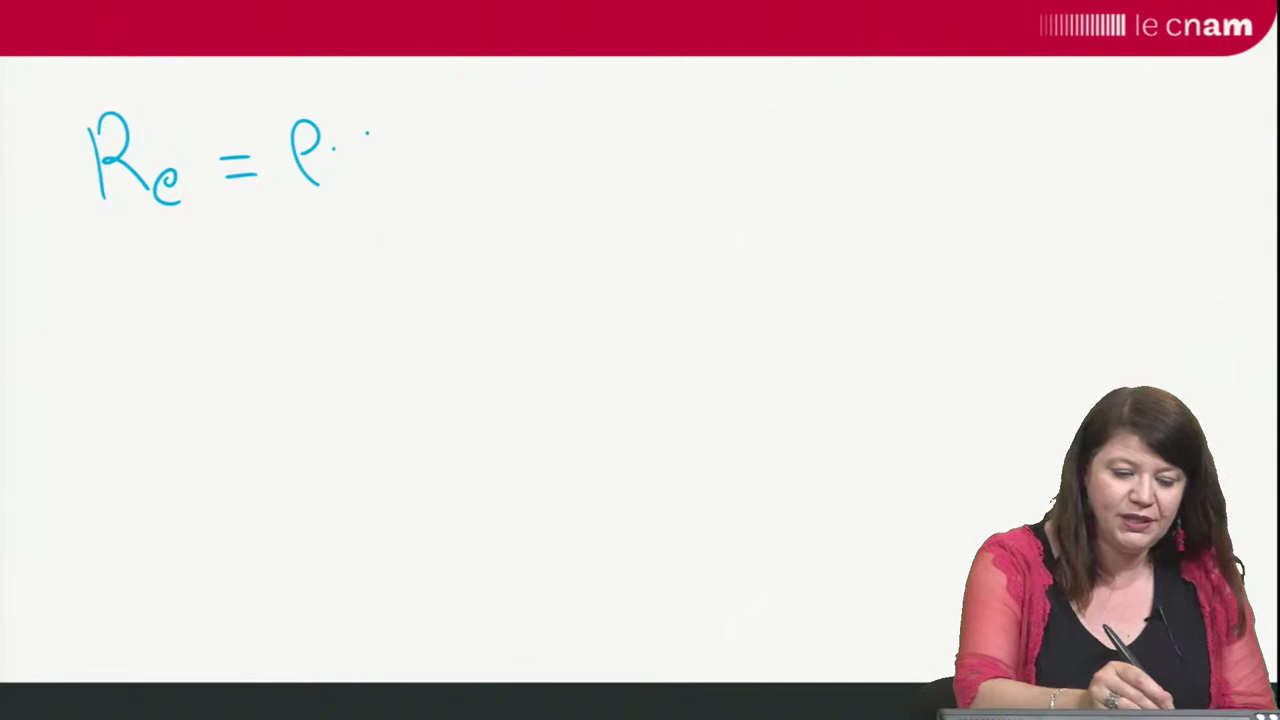 le cnam
Re = ρ.